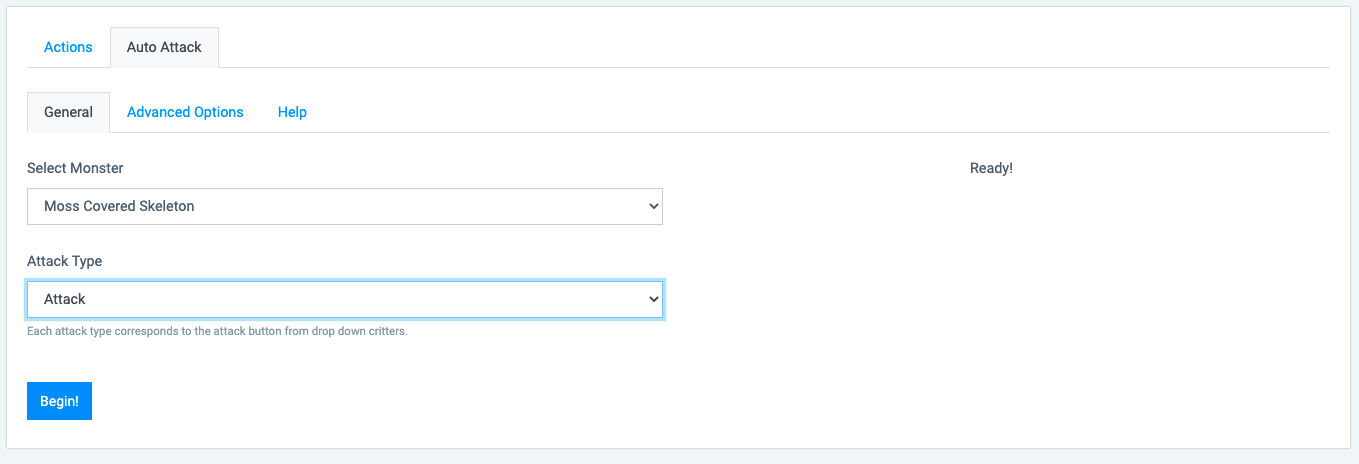 Actions Auto Attack
General Advanced Options Help
Select Monster Ready!
Moss Covered Skeleton
Attack Type
Attack
Each attack type corresponds to the attack button from drop down critters.
Begin!